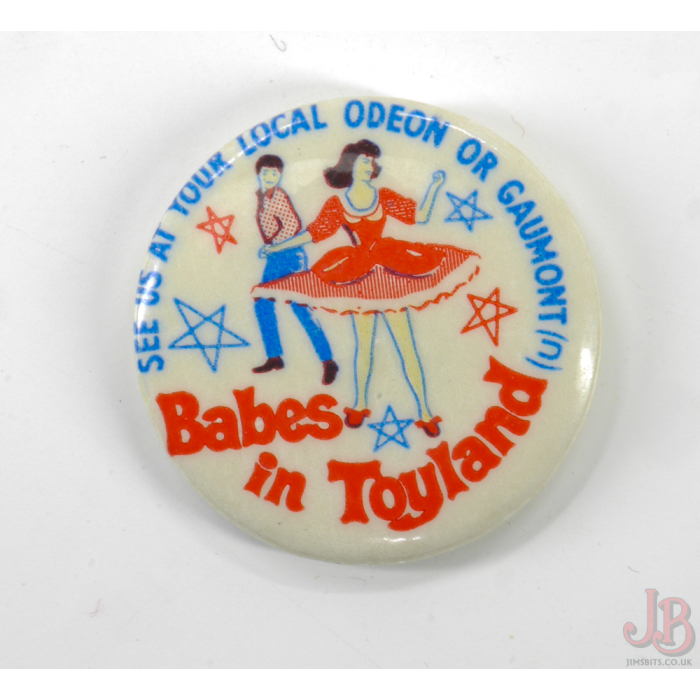 SEE US AT YOUR LOCAL ODEON OR GAUMONT (n)
Babes
in Toyland
JB
JIMSBITS.CO.UK